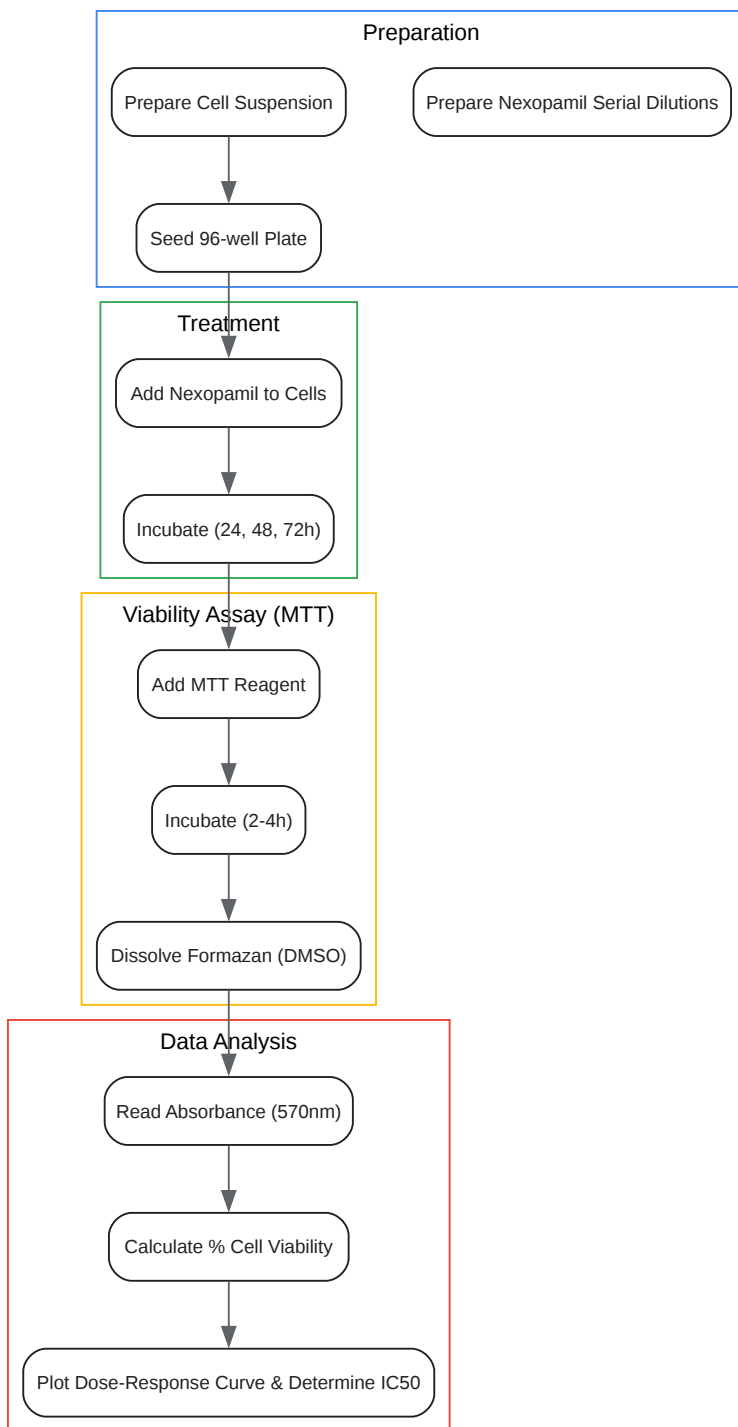 Preparation
Prepare Cell Suspension
Prepare Nexopamil Serial Dilutions
Seed 96-well Plate
Treatment
Add Nexopamil to Cells
Incubate (24, 48, 72h)
Viability Assay (MTT)
Add MTT Reagent
Incubate (2-4h)
Dissolve Formazan (DMSO)
Data Analysis
Read Absorbance (570nm)
Calculate % Cell Viability
Plot Dose-Response Curve & Determine IC50